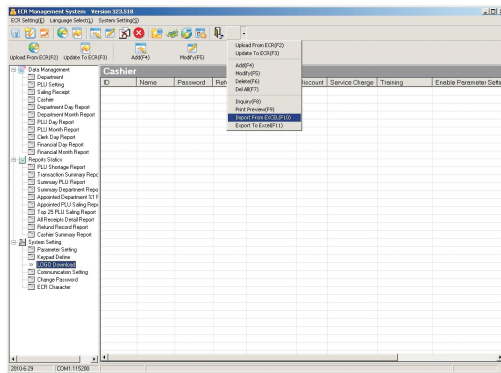 ECR Management System Version 323.518
ECR Setting(E) Language Select(L) System Setting(S)
Upload From ECR(F2) Update To ECR(F3) Add(F4) Modify(F5)
Upload From ECR(F2)
Update To ECR(F3)
Add(F4)
Modify(F5)
Delete(F6)
Del All(F7)
Inquiry(F8)
Print Preview(F9)
Import From EXCEL(F10)
Export To Excel(F11)
Data Management
Department
PLU Setting
Saling Receipt
Cashier
Department Day Report
Department Month Report
PLU Day Report
PLU Month Report
Clerk Day Report
Financial Day Report
Financial Month Report
Reports Statics
PLU Shortage Report
Transaction Summary Repo
Summary PLU Report
Summary Department Repo
Appointed Department X1 F
Appointed PLU Saling Repo
Top 25 PLU Saling Report
All Receipts Detail Report
Refund Record Report
Cashier Summary Report
System Setting
Parameter Setting
Keypad Define
LOGO Download
Communication Setting
Change Password
ECR Character
Cashier
ID Name Password Discount Service Charge Training Enable Parameter Settin
2010-6-29 COM1:115200